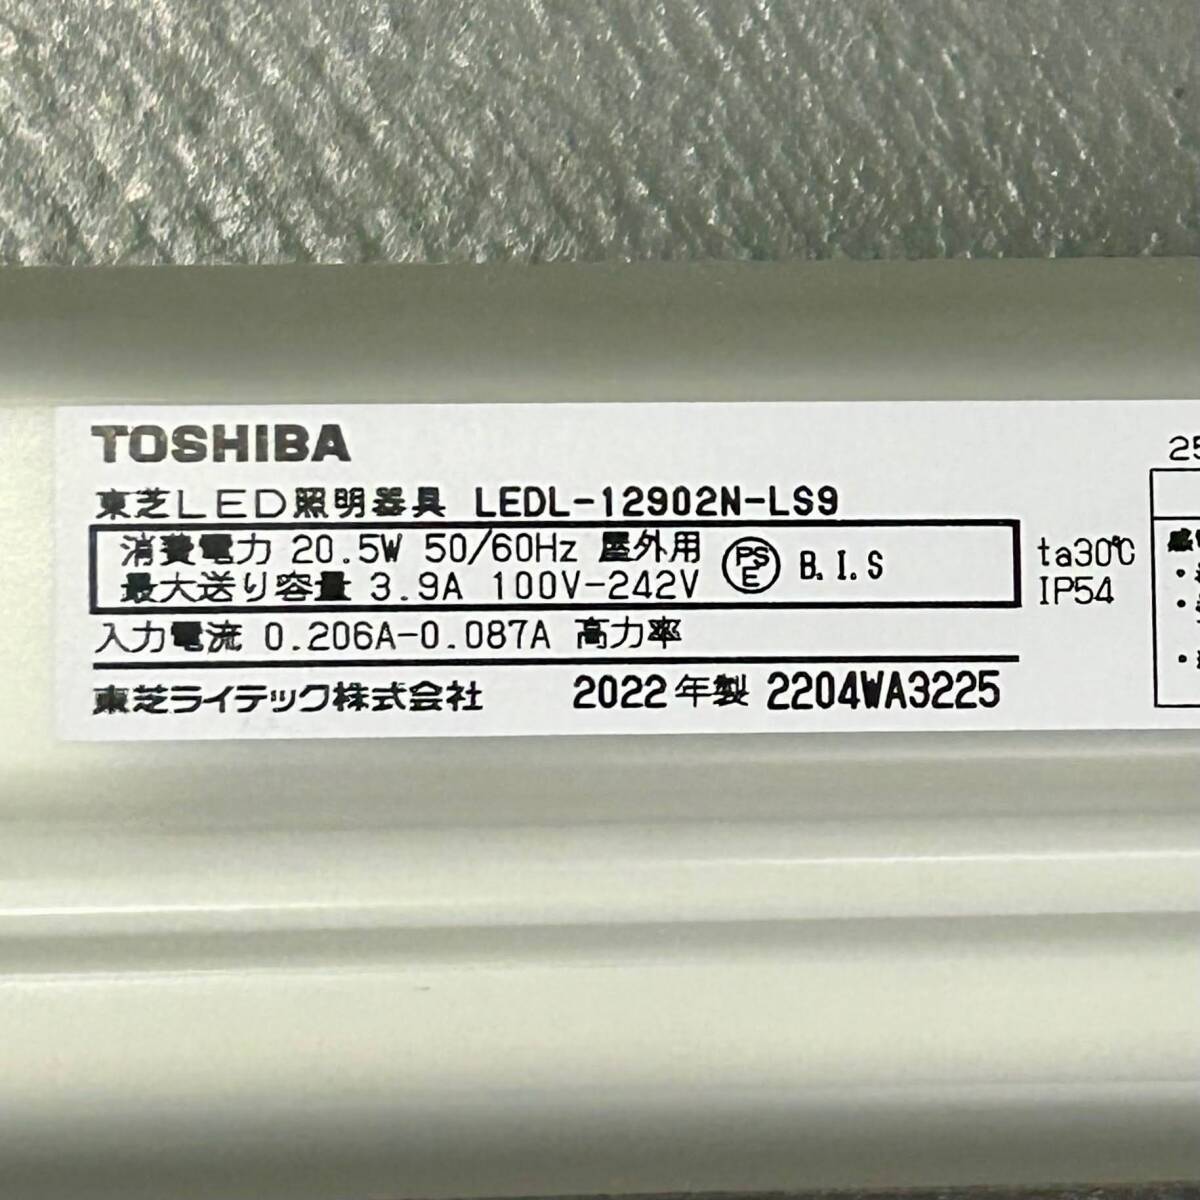 TOSHIBA
東芝LED照明器具 LEDL-12902N-LS9
消費電力 20.5W 50/60Hz 屋外用
最大送り容量 3.9A 100V-242V
PSE B.I.S
ta30℃
IP54
入力電流 0.206A-0.087A 高力率
東芝ライテック株式会社 2022年製 2204WA3225
25
感